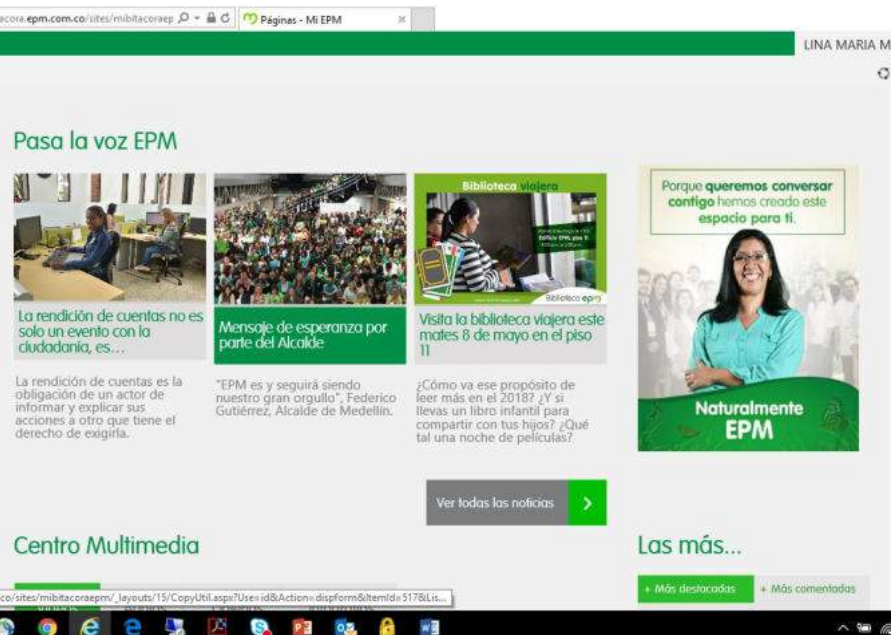 acora.epm.com.co/sites/mibitacoraep
Páginas - Mi EPM
LINA MARIA M
Pasa la voz EPM
La rendición de cuentas no es
solo un evento con la
ciudadanía, es...
La rendición de cuentas es la
obligación de un actor de
informar y explicar sus
acciones a otro que tiene el
derecho de exigirla.
Mensaje de esperanza por
parte del Alcalde
"EPM es y seguirá siendo
nuestro gran orgullo", Federico
Gutiérrez, Alcalde de Medellín.
Biblioteca viajera
Edificio EPM, piso 11
Biblioteca epm
Visita la biblioteca viajera este
mates 8 de mayo en el piso
11
¿Cómo va ese propósito de
leer más en el 2018? ¿Y si
llevas un libro infantil para
compartir con tus hijos? ¿Qué
tal una noche de películas?
Porque queremos conversar
contigo hemos creado este
espacio para ti.
Naturalmente
EPM
Ver todas las noticias
Centro Multimedia
Las más...
+ Más destacadas
+ Más comentadas
co/sites/mibitacoraepm/_layouts/15/CopyUtil.aspx?Use=id&Action=dispform&ItemId=517&Lis...